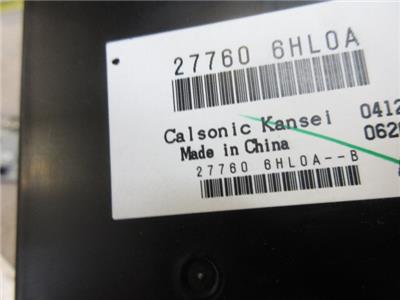 27760 6HL0A
Calsonic Kansei 0412
Made in China 062
27760 6HL0A--B